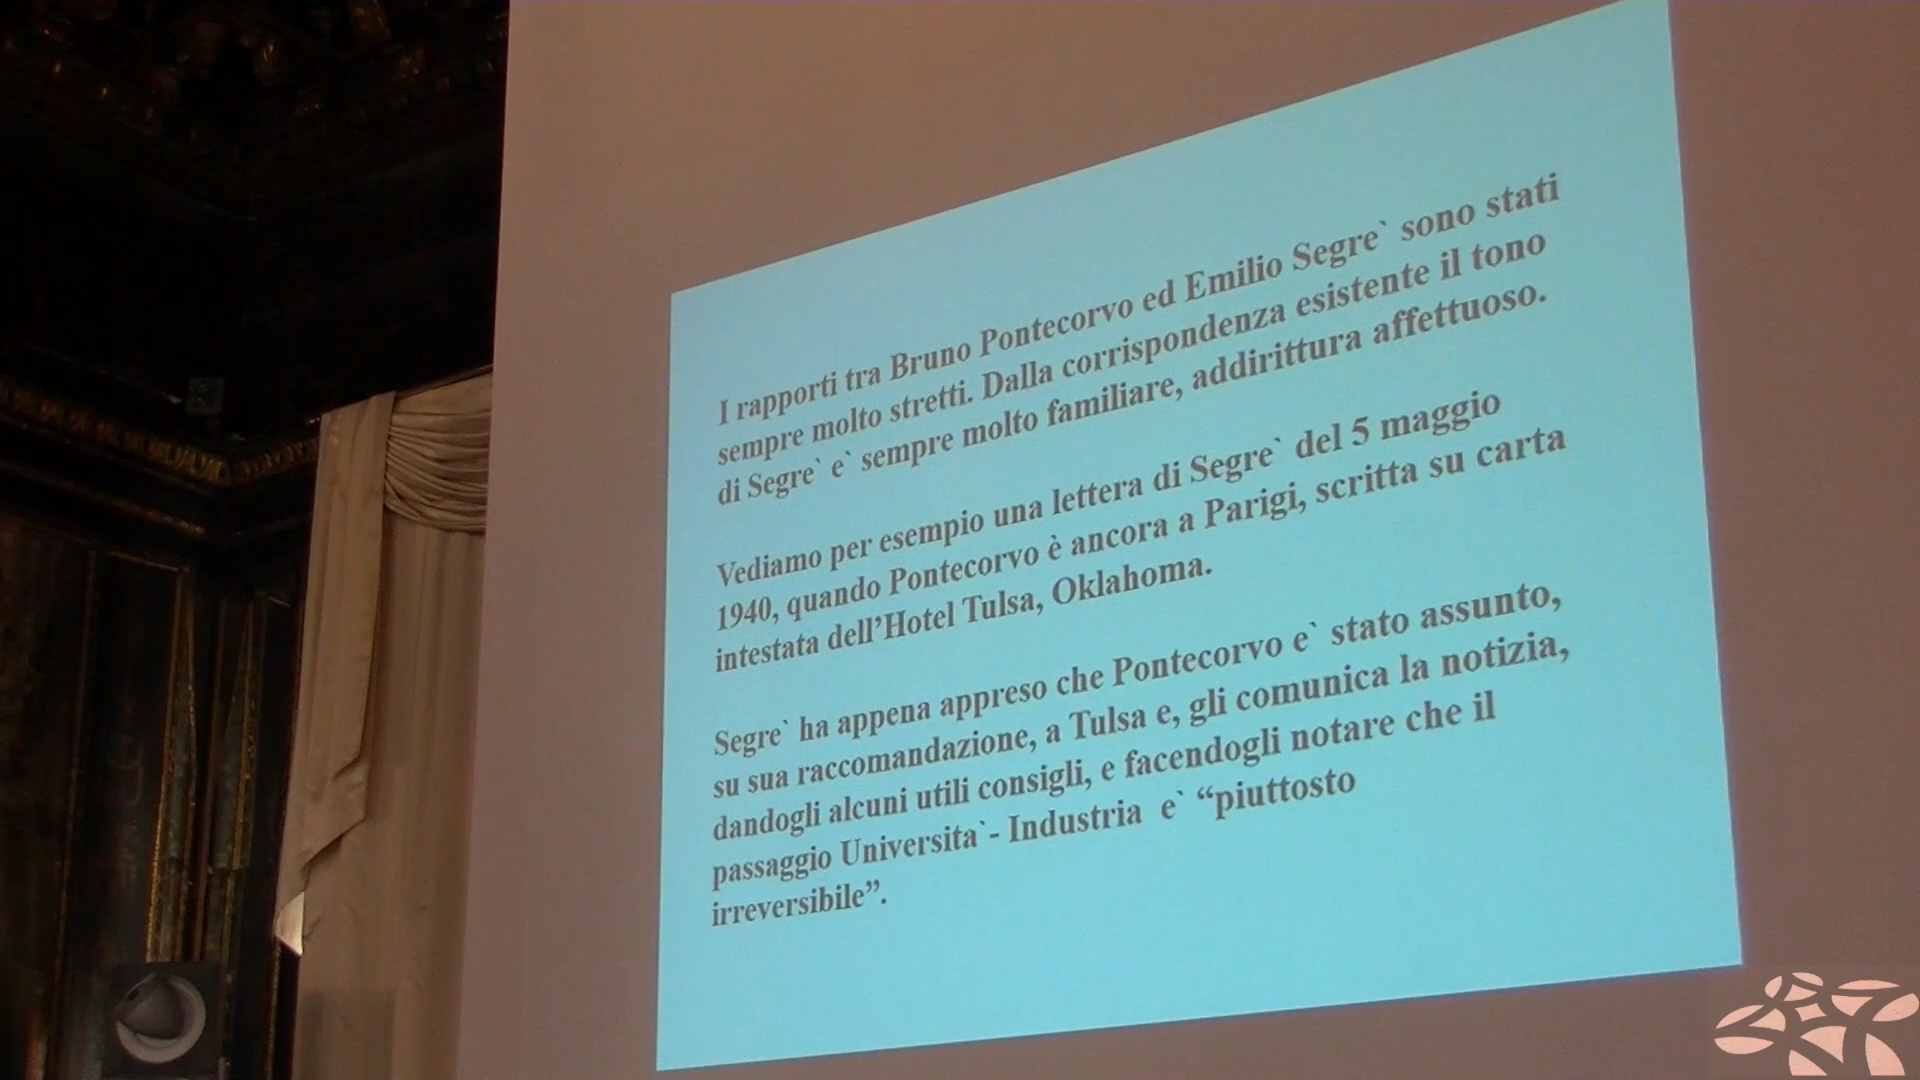 I rapporti tra Bruno Pontecorvo ed Emilio Segre` sono stati
sempre molto stretti. Dalla corrispondenza esistente il tono
di Segre` e` sempre molto familiare, addirittura affettuoso.
Vediamo per esempio una lettera di Segre` del 5 maggio
1940, quando Pontecorvo è ancora a Parigi, scritta su carta
intestata dell’Hotel Tulsa, Oklahoma.
Segre` ha appena appreso che Pontecorvo e` stato assunto,
su sua raccomandazione, a Tulsa e, gli comunica la notizia,
dandogli alcuni utili consigli, e facendogli notare che il
passaggio Universita`- Industria e` “piuttosto
irreversibile”.